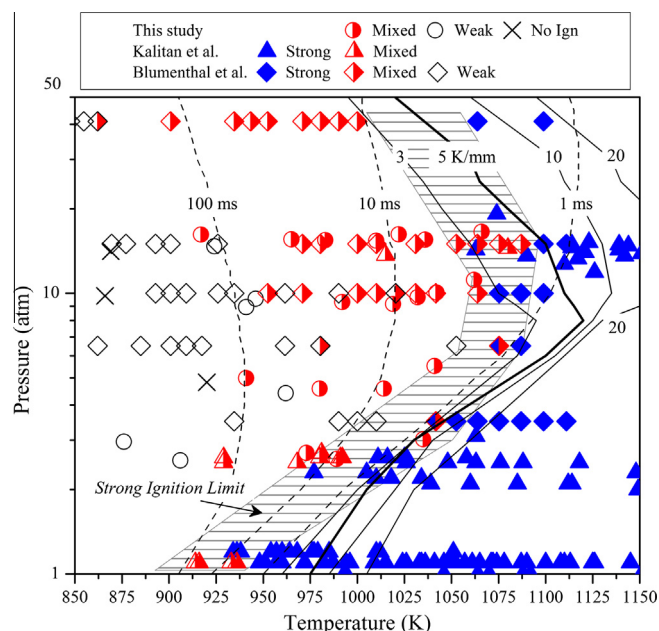 This study Mixed Weak No Ign
Kalitan et al. Strong Mixed
Blumenthal et al. Strong Mixed Weak
50
3 5 K/mm 10 20
100 ms 10 ms 1 ms
10
20
Pressure (atm)
Strong Ignition Limit
1
850 875 900 925 950 975 1000 1025 1050 1075 1100 1125 1150
Temperature (K)